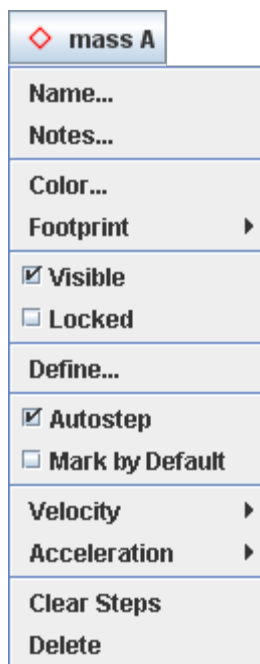 mass A
Name...
Notes...
Color...
Footprint
Visible
Locked
Define...
Autostep
Mark by Default
Velocity
Acceleration
Clear Steps
Delete